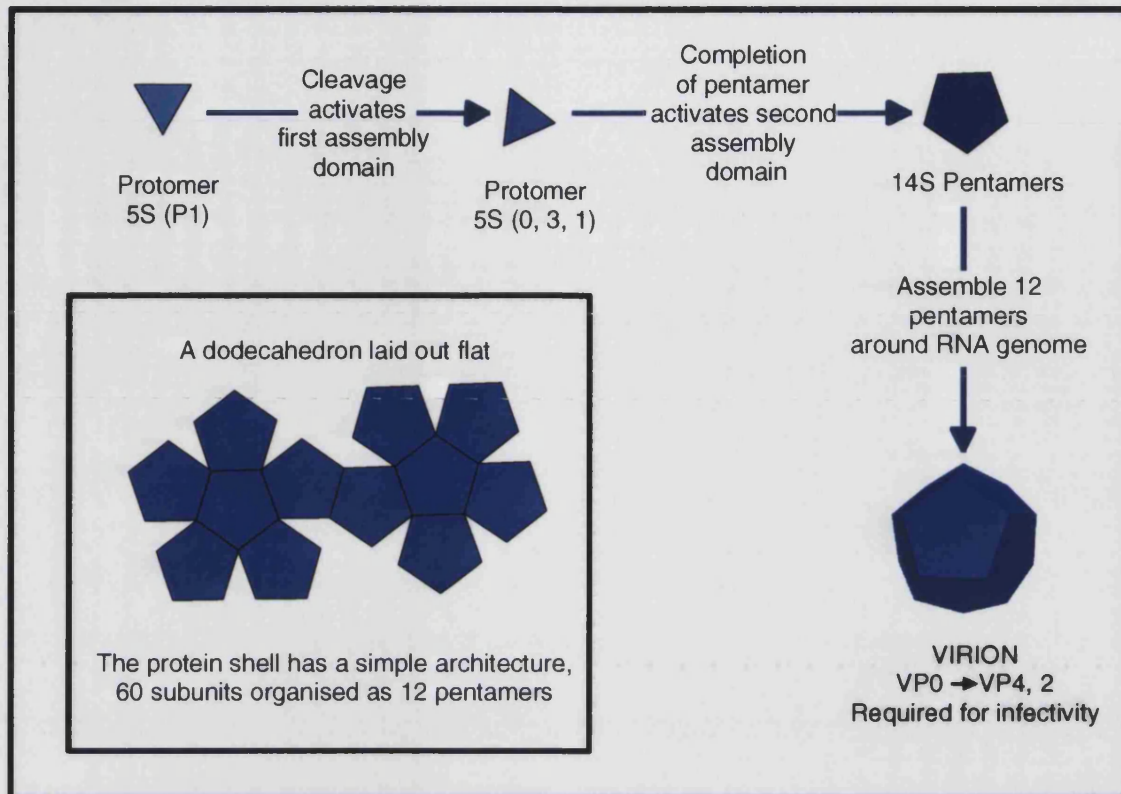 Cleavage
activates
first assembly
domain
Completion
of pentamer
activates second
assembly
domain
Protomer
5S (P1)
Protomer
5S (0, 3, 1)
14S Pentamers
Assemble 12
pentamers
around RNA genome
A dodecahedron laid out flat
The protein shell has a simple architecture,
60 subunits organised as 12 pentamers
VIRION
VP0 → VP4, 2
Required for infectivity